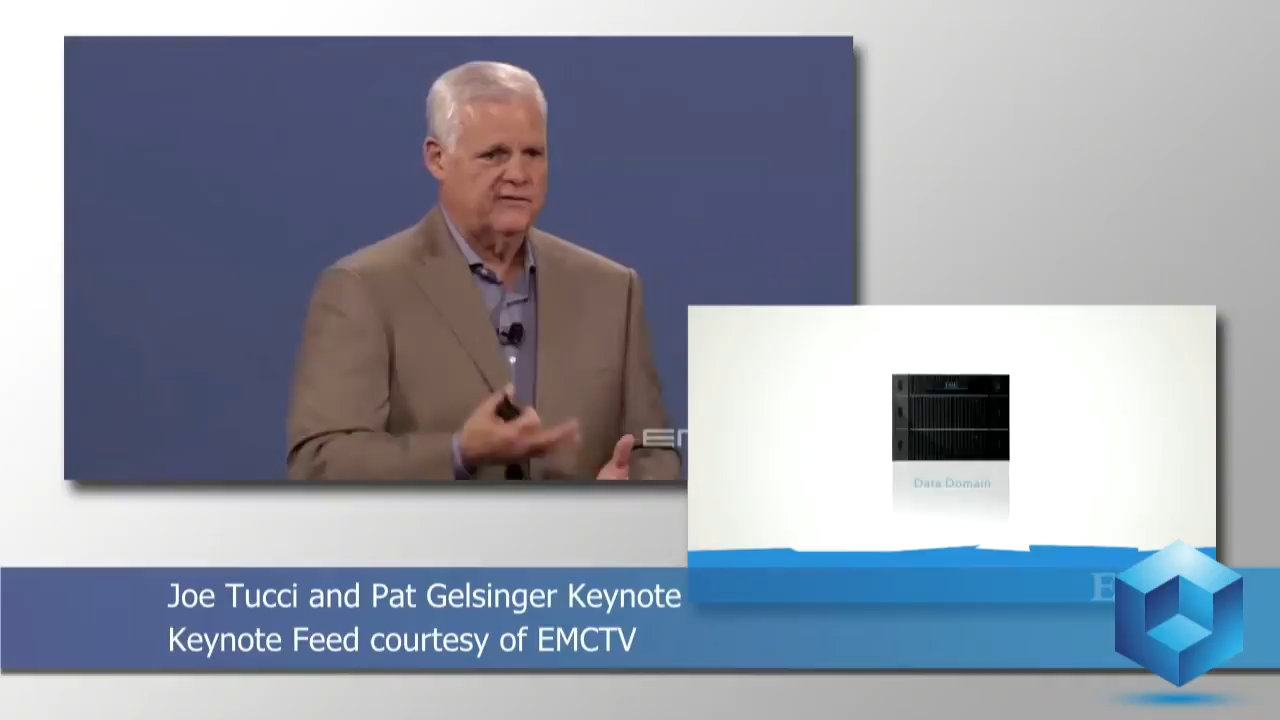 Data Domain
Joe Tucci and Pat Gelsinger Keynote
Keynote Feed courtesy of EMCTV